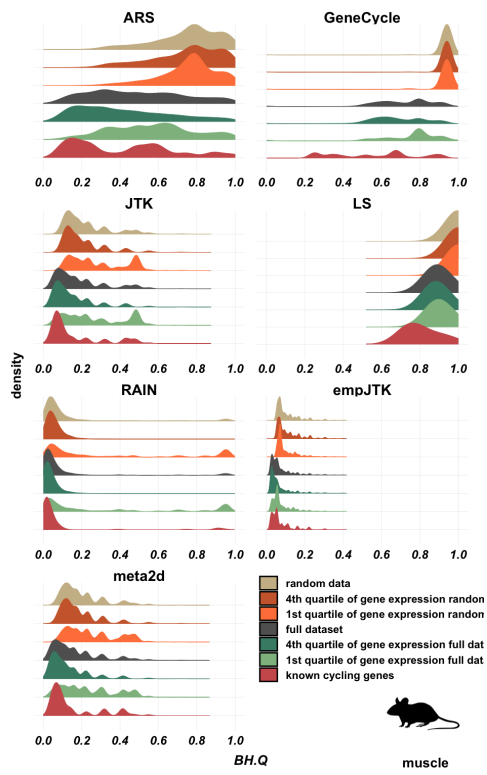 ARS GeneCycle
0.0 0.2 0.4 0.6 0.8 1.0 0.0 0.2 0.4 0.6 0.8 1.0
JTK LS
0.0 0.2 0.4 0.6 0.8 1.0 0.0 0.2 0.4 0.6 0.8 1.0
density
RAIN empJTK
0.0 0.2 0.4 0.6 0.8 1.0 0.0 0.2 0.4 0.6 0.8 1.0
meta2d
0.0 0.2 0.4 0.6 0.8 1.0
BH.Q
random data
4th quartile of gene expression random
1st quartile of gene expression random
full dataset
4th quartile of gene expression full dat
1st quartile of gene expression full dat
known cycling genes
muscle